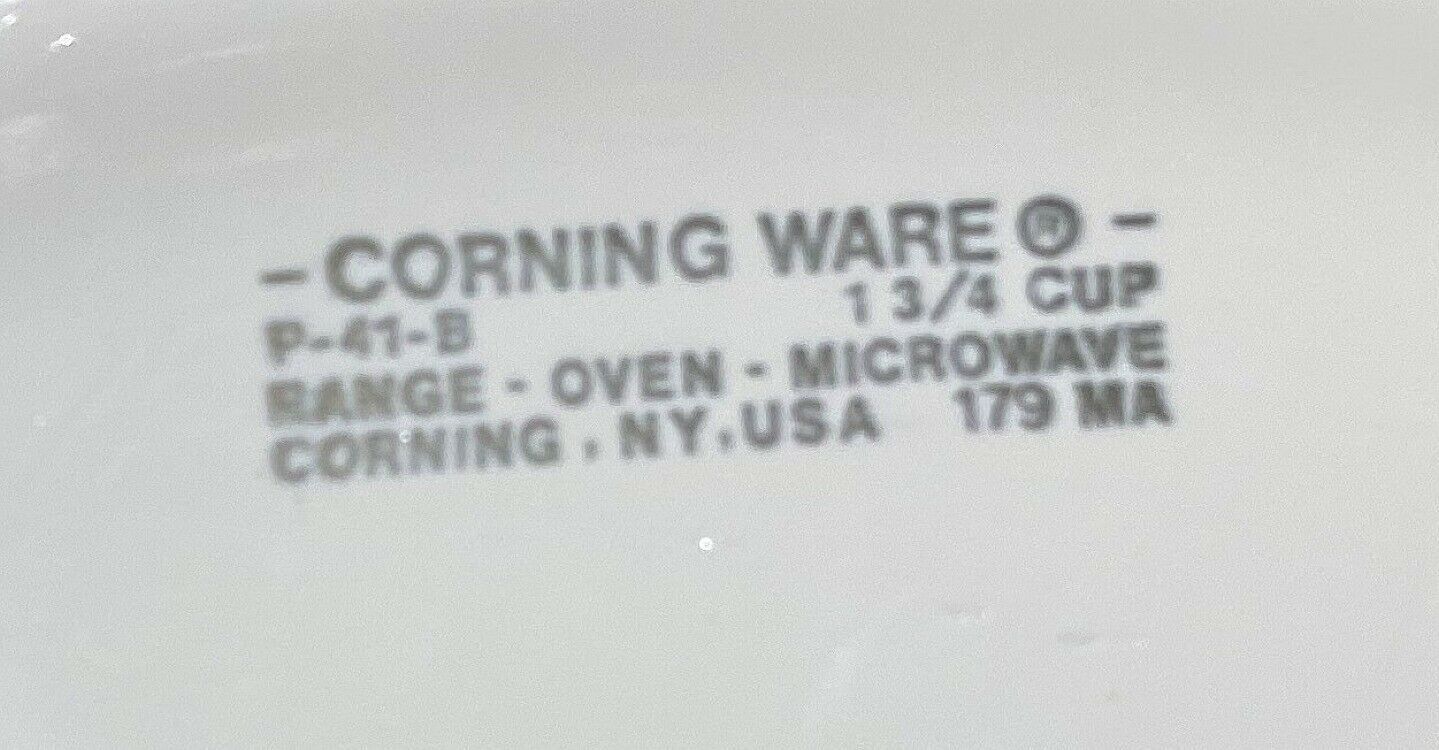 - CORNING WARE ® -
P-41-B 1 3/4 CUP
RANGE - OVEN - MICROWAVE
CORNING . NY. USA 179 MA